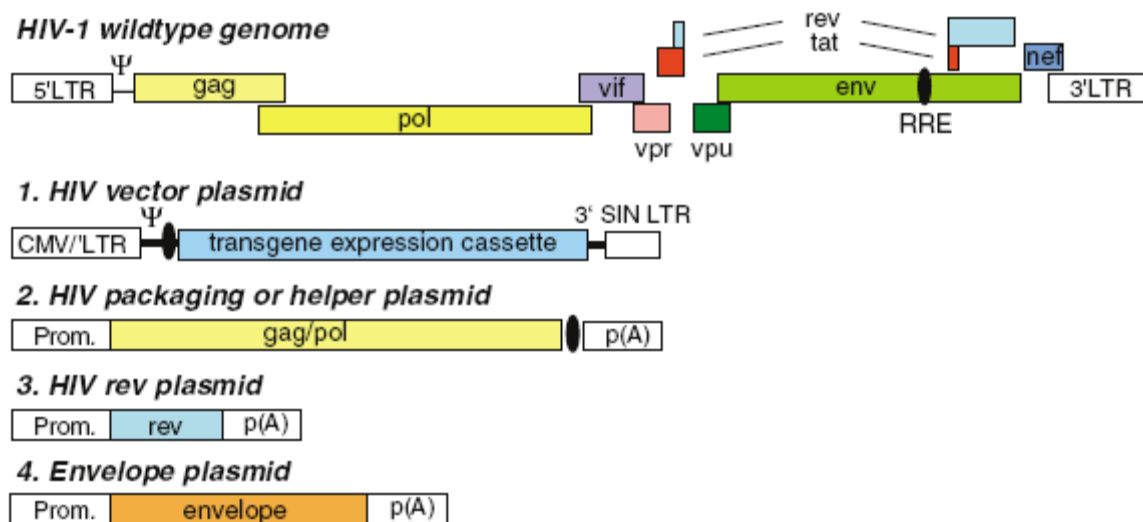 HIV-1 wildtype genome
rev
tat
Ψ
nef
5'LTR
gag
vif
env
3'LTR
pol
RRE
vpr
vpu
1. HIV vector plasmid
Ψ
3' SIN LTR
CMV/'LTR
transgene expression cassette
2. HIV packaging or helper plasmid
Prom.
gag/pol
p(A)
3. HIV rev plasmid
Prom.
rev
p(A)
4. Envelope plasmid
Prom.
envelope
p(A)